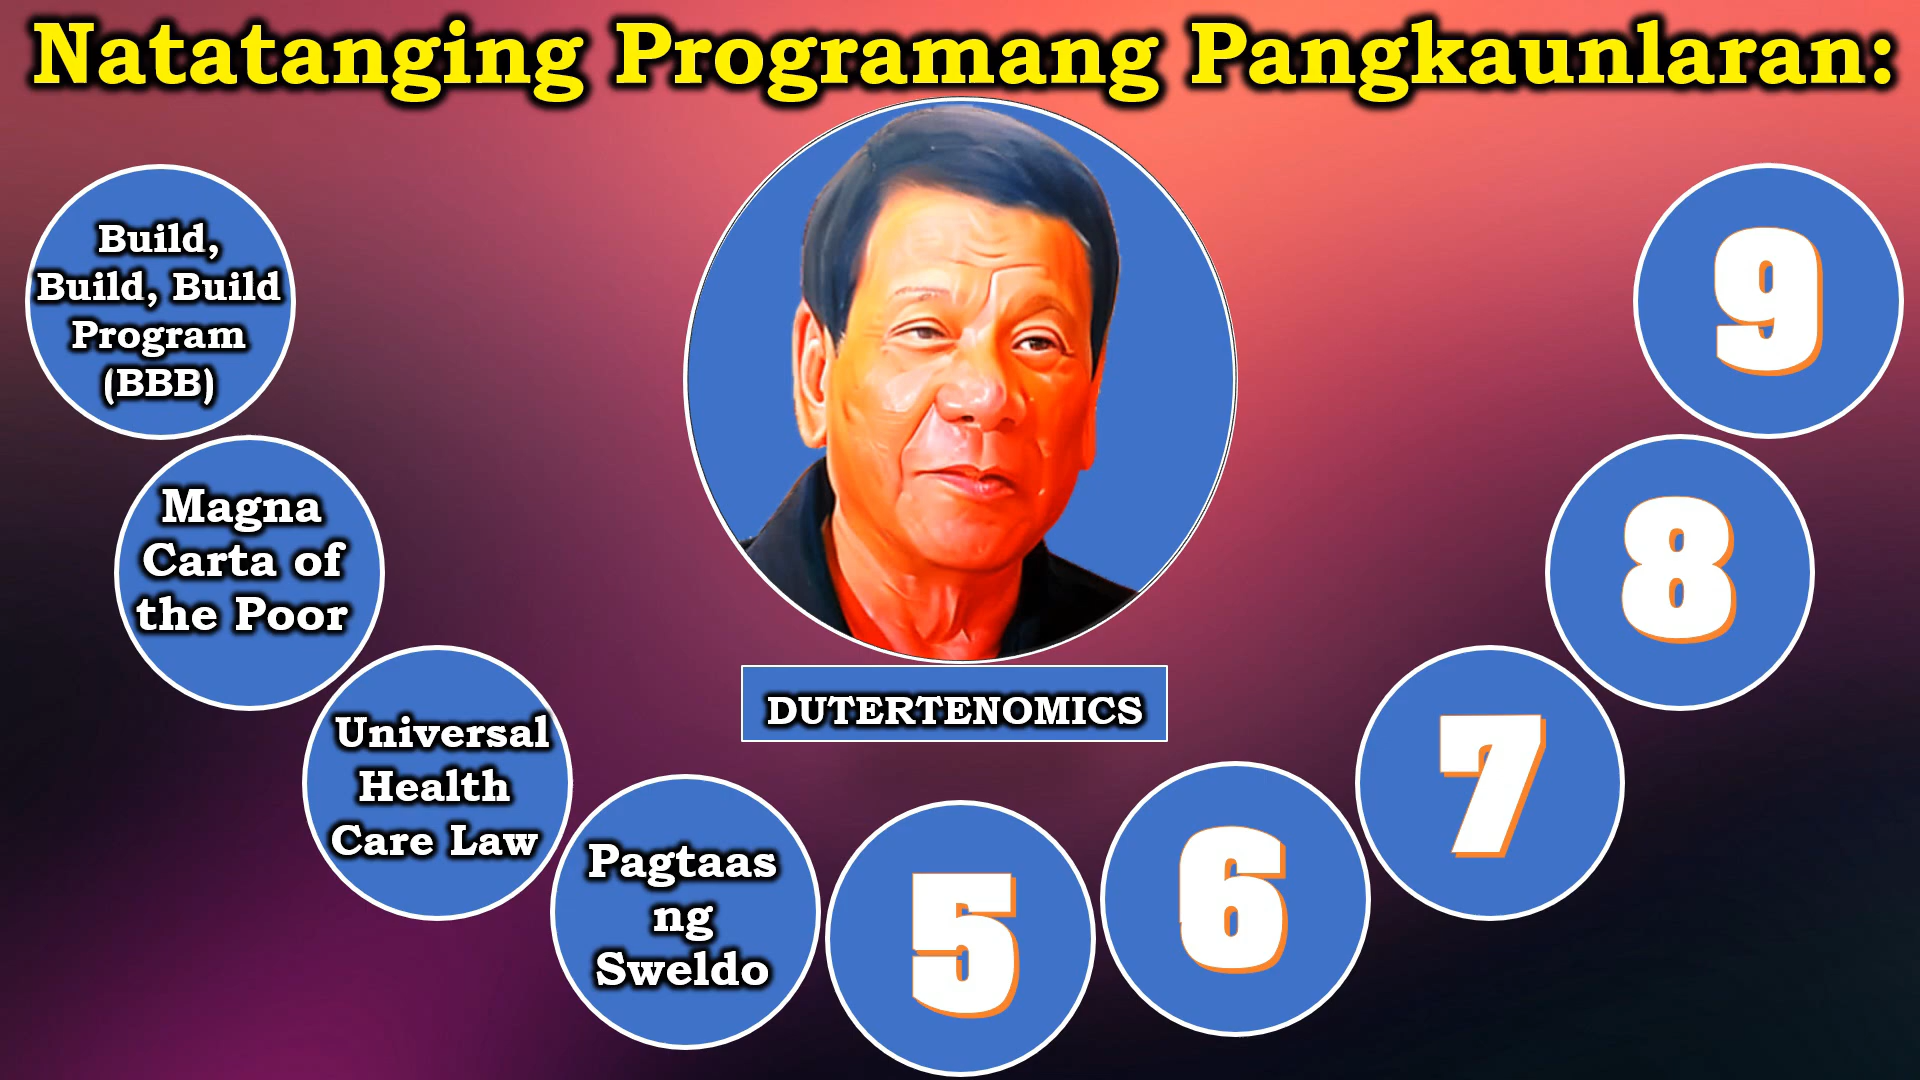 Natatanging Programang Pangkaunlaran:
Build,
Build, Build
Program
(BBB)
Magna
Carta of
the Poor
Universal
Health
Care Law
Pagtaas
ng
Sweldo
DUTERTENOMICS
5
6
7
8
9